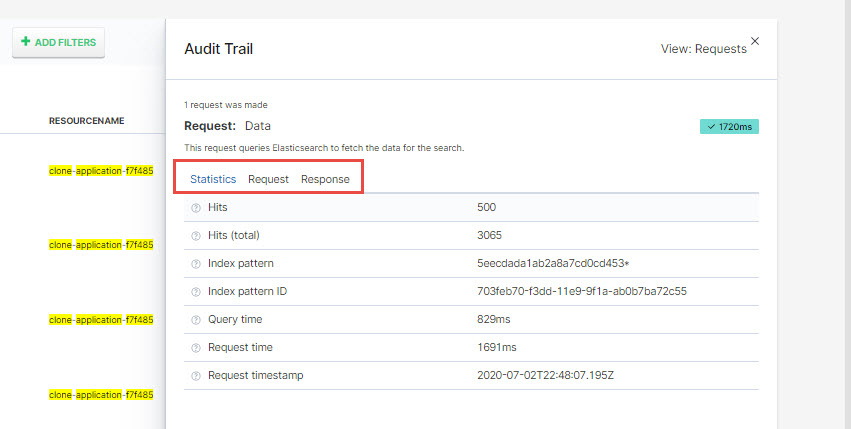 + ADD FILTERS
RESOURCENAME
clone-application-f7f485
clone-application-f7f485
clone-application-f7f485
clone-application-f7f485
Audit Trail
View: Requests
1 request was made
Request: Data
✓ 1720ms
This request queries Elasticsearch to fetch the data for the search.
Statistics Request Response
Hits 500
Hits (total) 3065
Index pattern 5eecdada1ab2a8a7cd0cd453*
Index pattern ID 703feb70-f3dd-11e9-9f1a-ab0b7ba72c55
Query time 829ms
Request time 1691ms
Request timestamp 2020-07-02T22:48:07.195Z